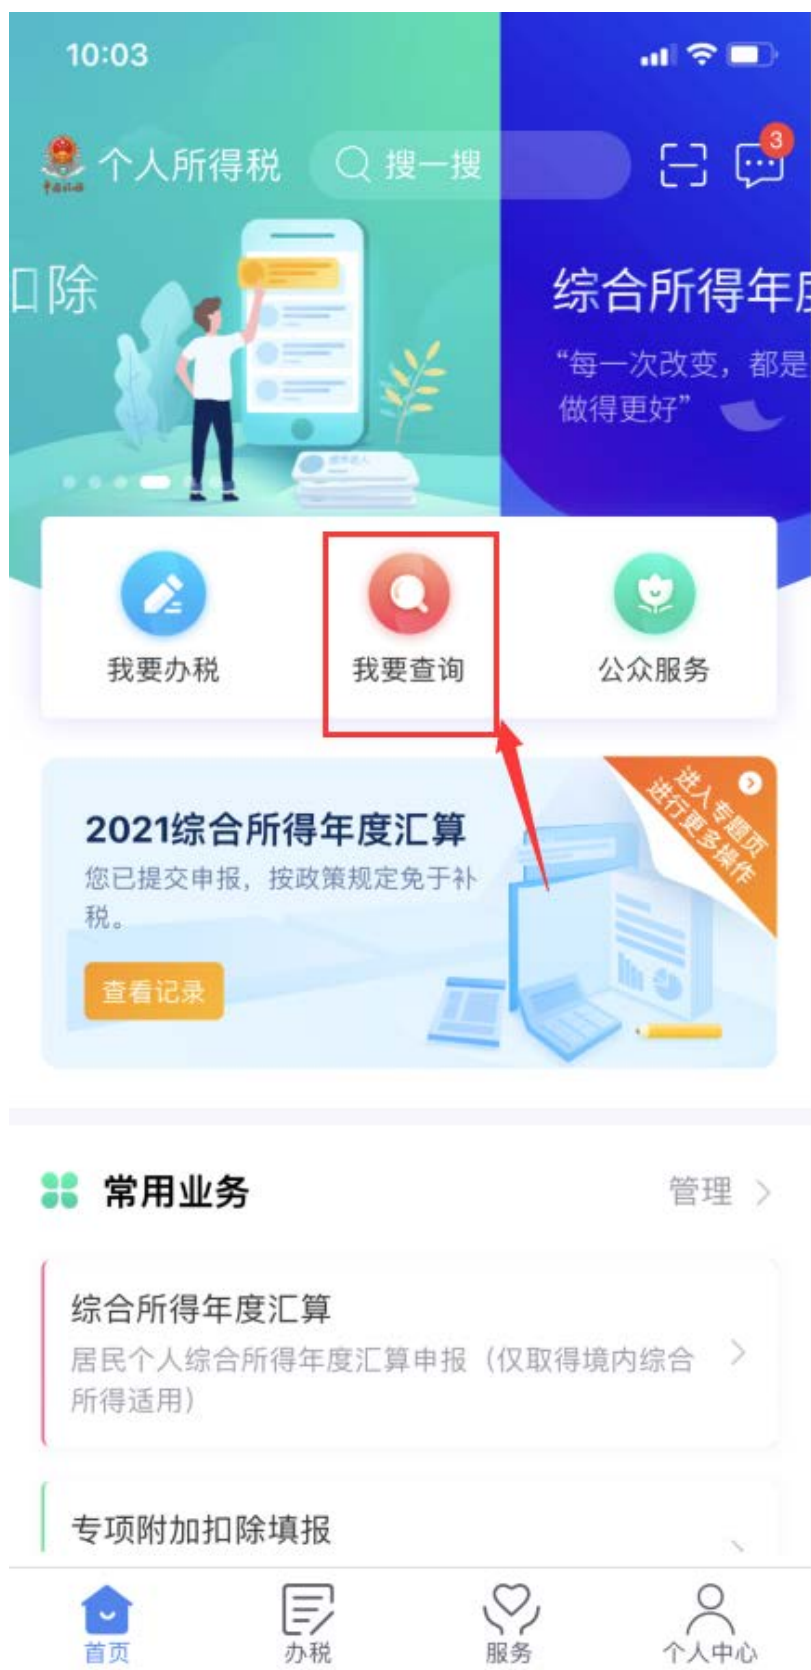 10:03
个人所得税
搜一搜
3
扣除
综合所得年度
“每一次改变，都是
做得更好”
我要办税
我要查询
公众服务
进入专题页
进行更多操作
2021综合所得年度汇算
您已提交申报，按政策规定免于补
税。
查看记录
常用业务
管理
综合所得年度汇算
居民个人综合所得年度汇算申报（仅取得境内综合
所得适用）
专项附加扣除填报
首页
办税
服务
个人中心